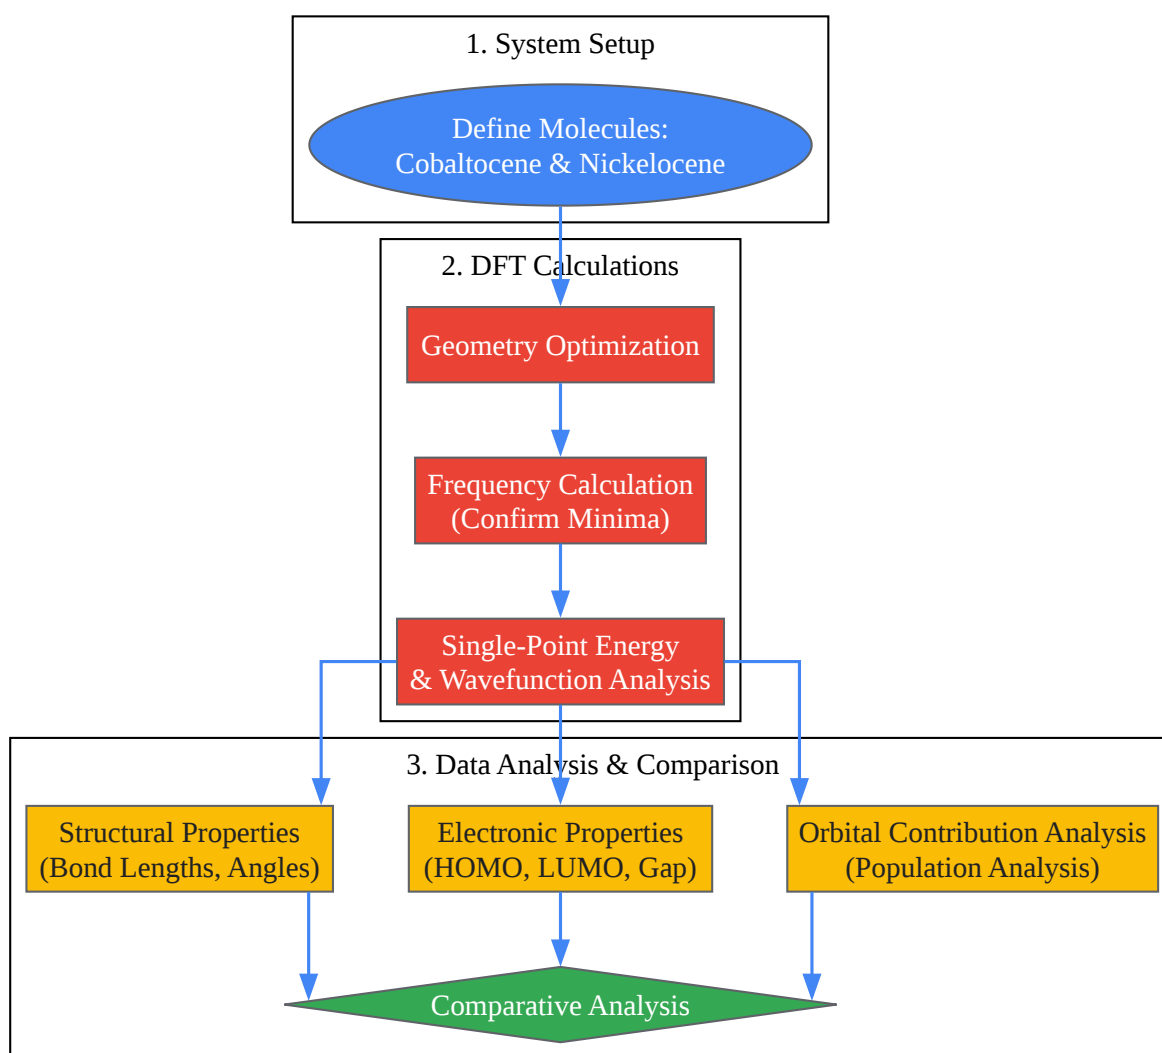 1. System Setup
Define Molecules:
Cobaltocene & Nickelocene
2. DFT Calculations
Geometry Optimization
Frequency Calculation
(Confirm Minima)
Single-Point Energy
& Wavefunction Analysis
3. Data Analysis & Comparison
Structural Properties
(Bond Lengths, Angles)
Electronic Properties
(HOMO, LUMO, Gap)
Orbital Contribution Analysis
(Population Analysis)
Comparative Analysis